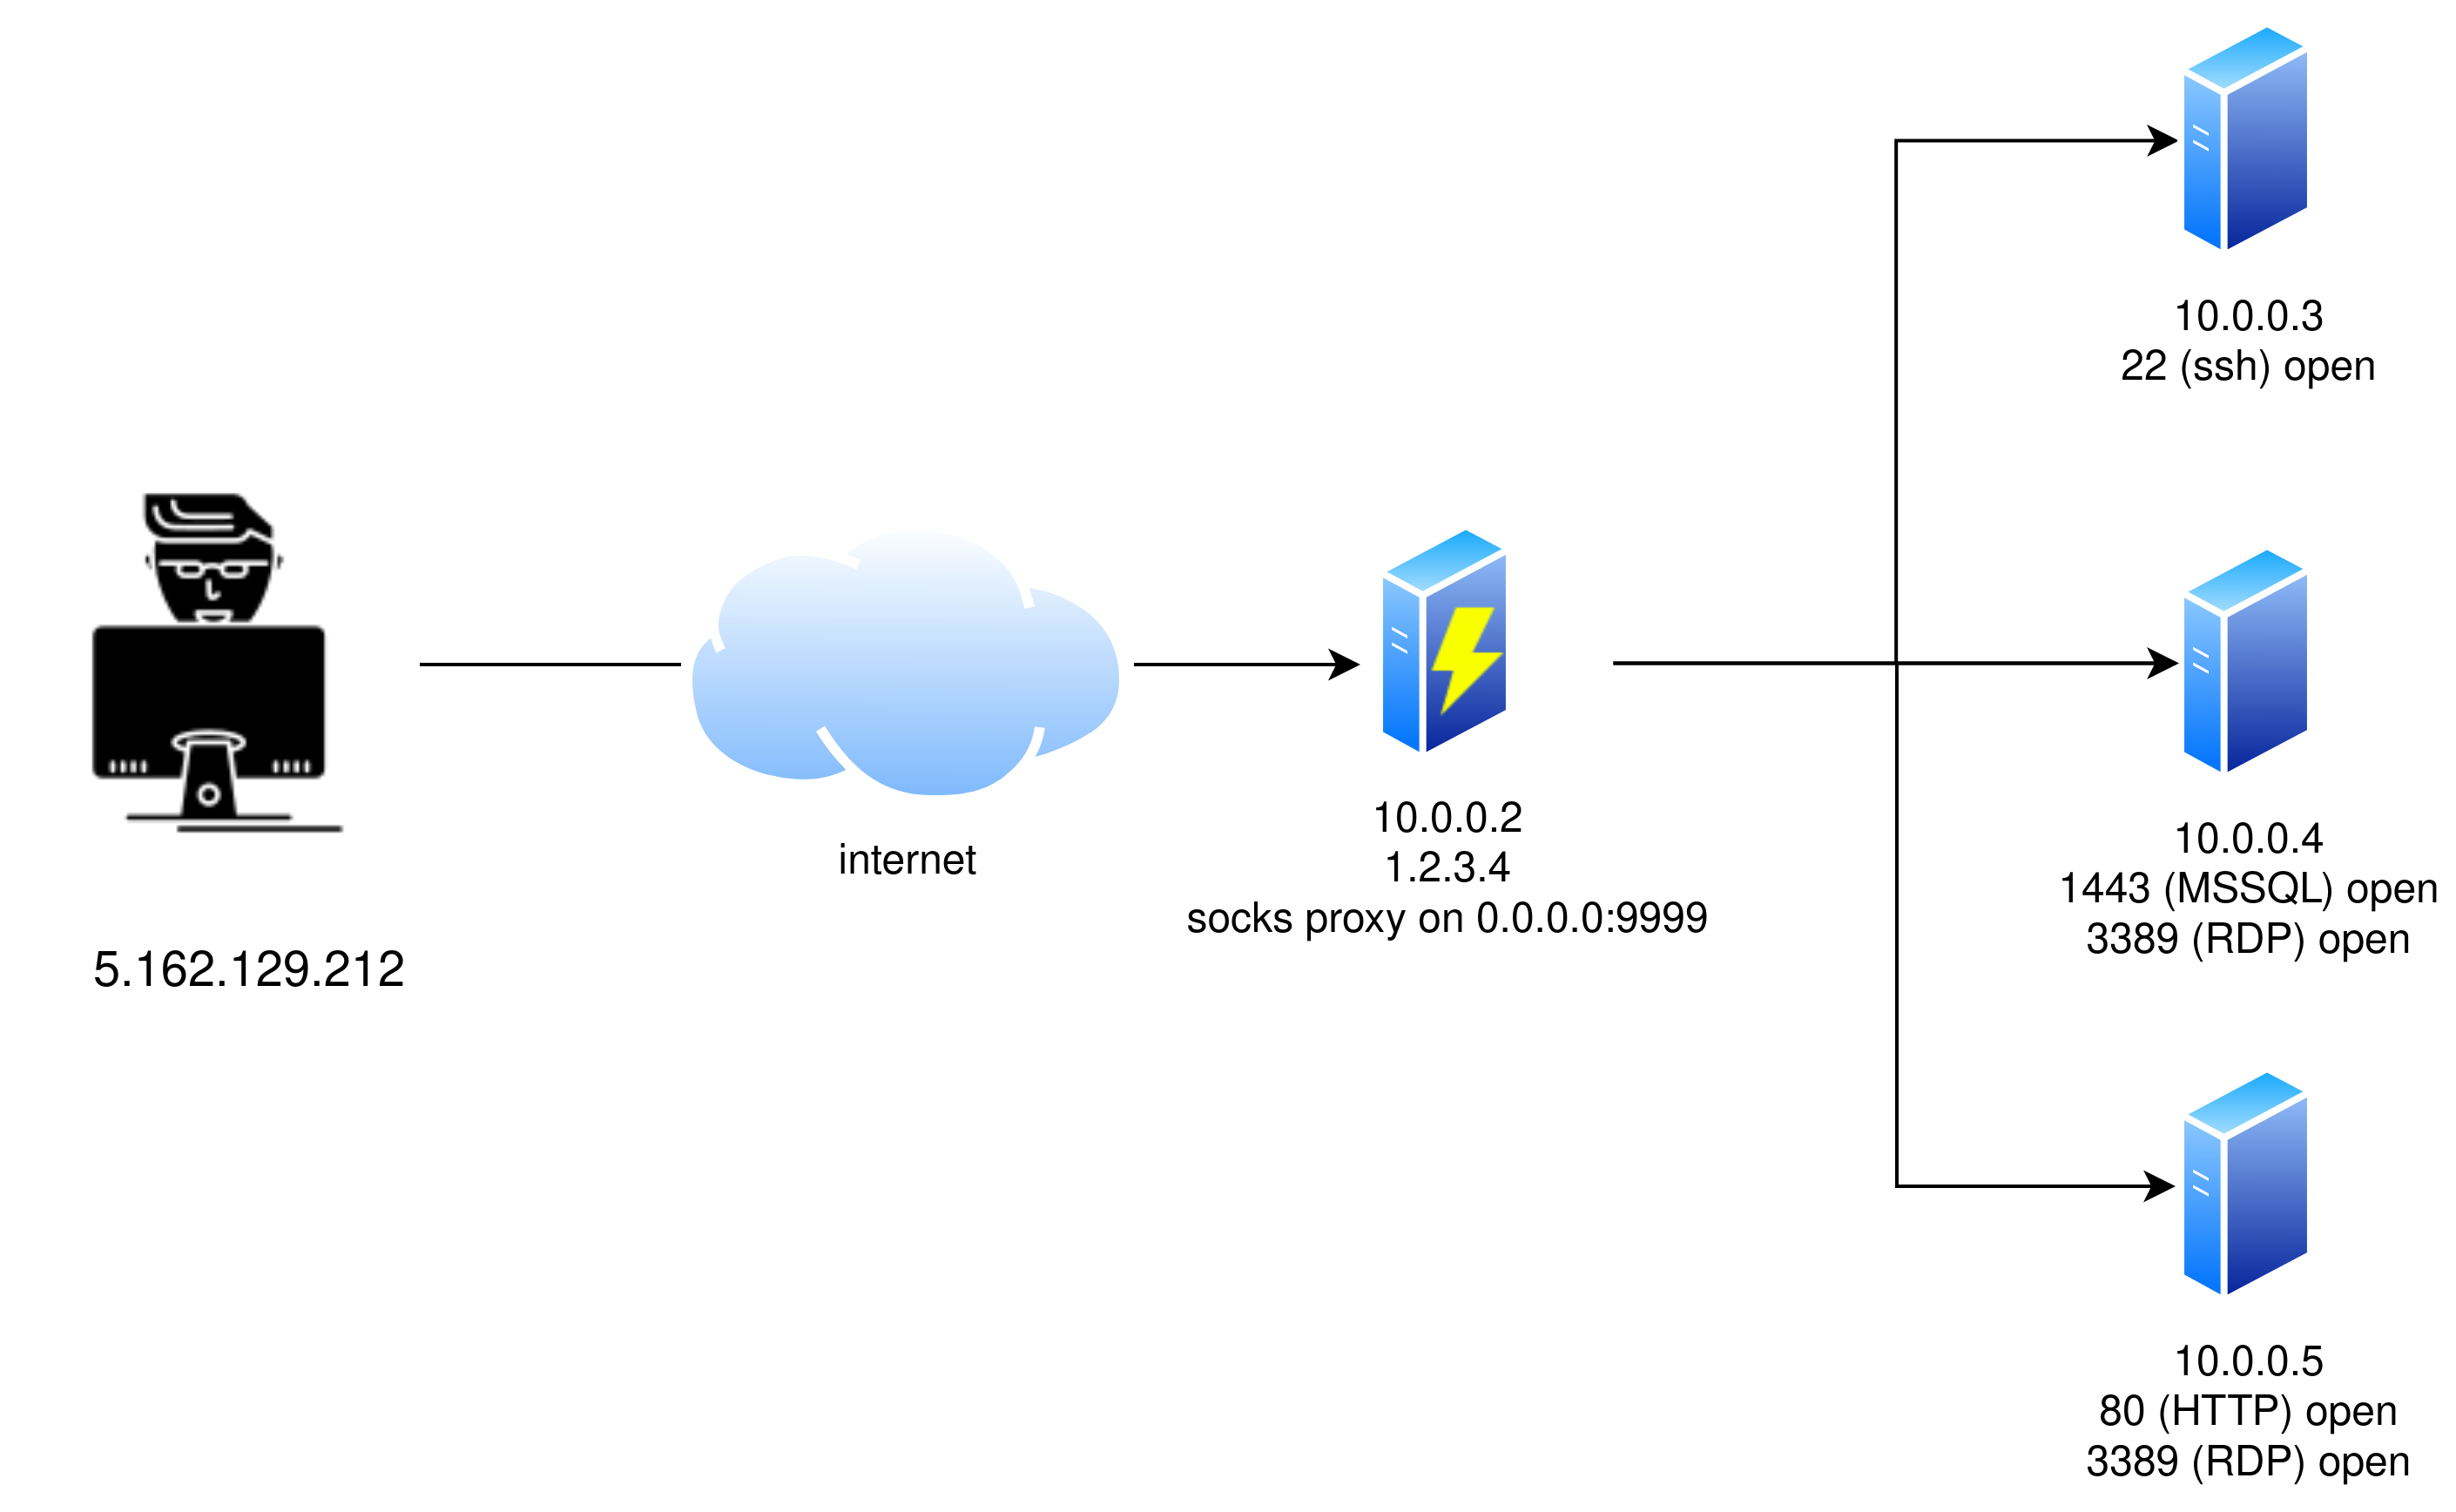 5.162.129.212
internet
10.0.0.2
1.2.3.4
socks proxy on 0.0.0.0:9999
10.0.0.3
22 (ssh) open
10.0.0.4
1443 (MSSQL) open
3389 (RDP) open
10.0.0.5
80 (HTTP) open
3389 (RDP) open